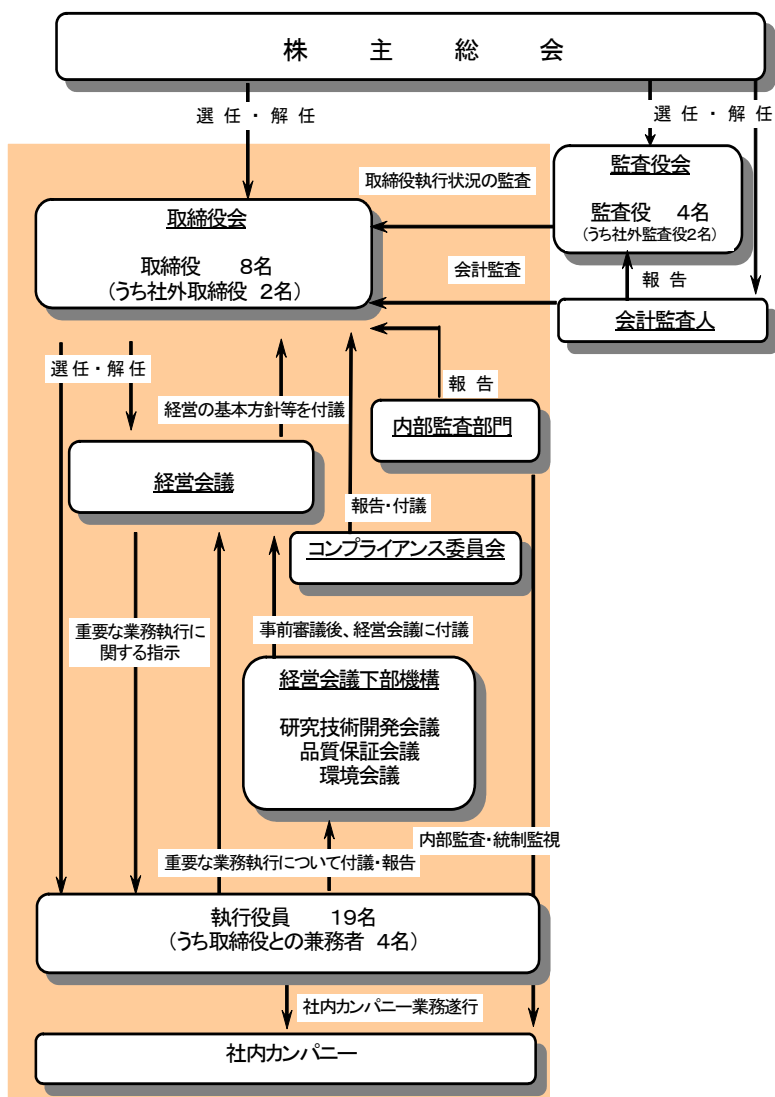 株主総会
選任・解任
選任・解任
監査役会
監査役 4名
(うち社外監査役2名)
取締役執行状況の監査
取締役会
取締役 8名
(うち社外取締役 2名)
会計監査
報告
会計監査人
選任・解任
報告
経営の基本方針等を付議
内部監査部門
経営会議
報告・付議
コンプライアンス委員会
重要な業務執行に
関する指示
事前審議後、経営会議に付議
経営会議下部機構
研究技術開発会議
品質保証会議
環境会議
内部監査・統制監視
重要な業務執行について付議・報告
執行役員 19名
(うち取締役との兼務者 4名)
社内カンパニー業務遂行
社内カンパニー